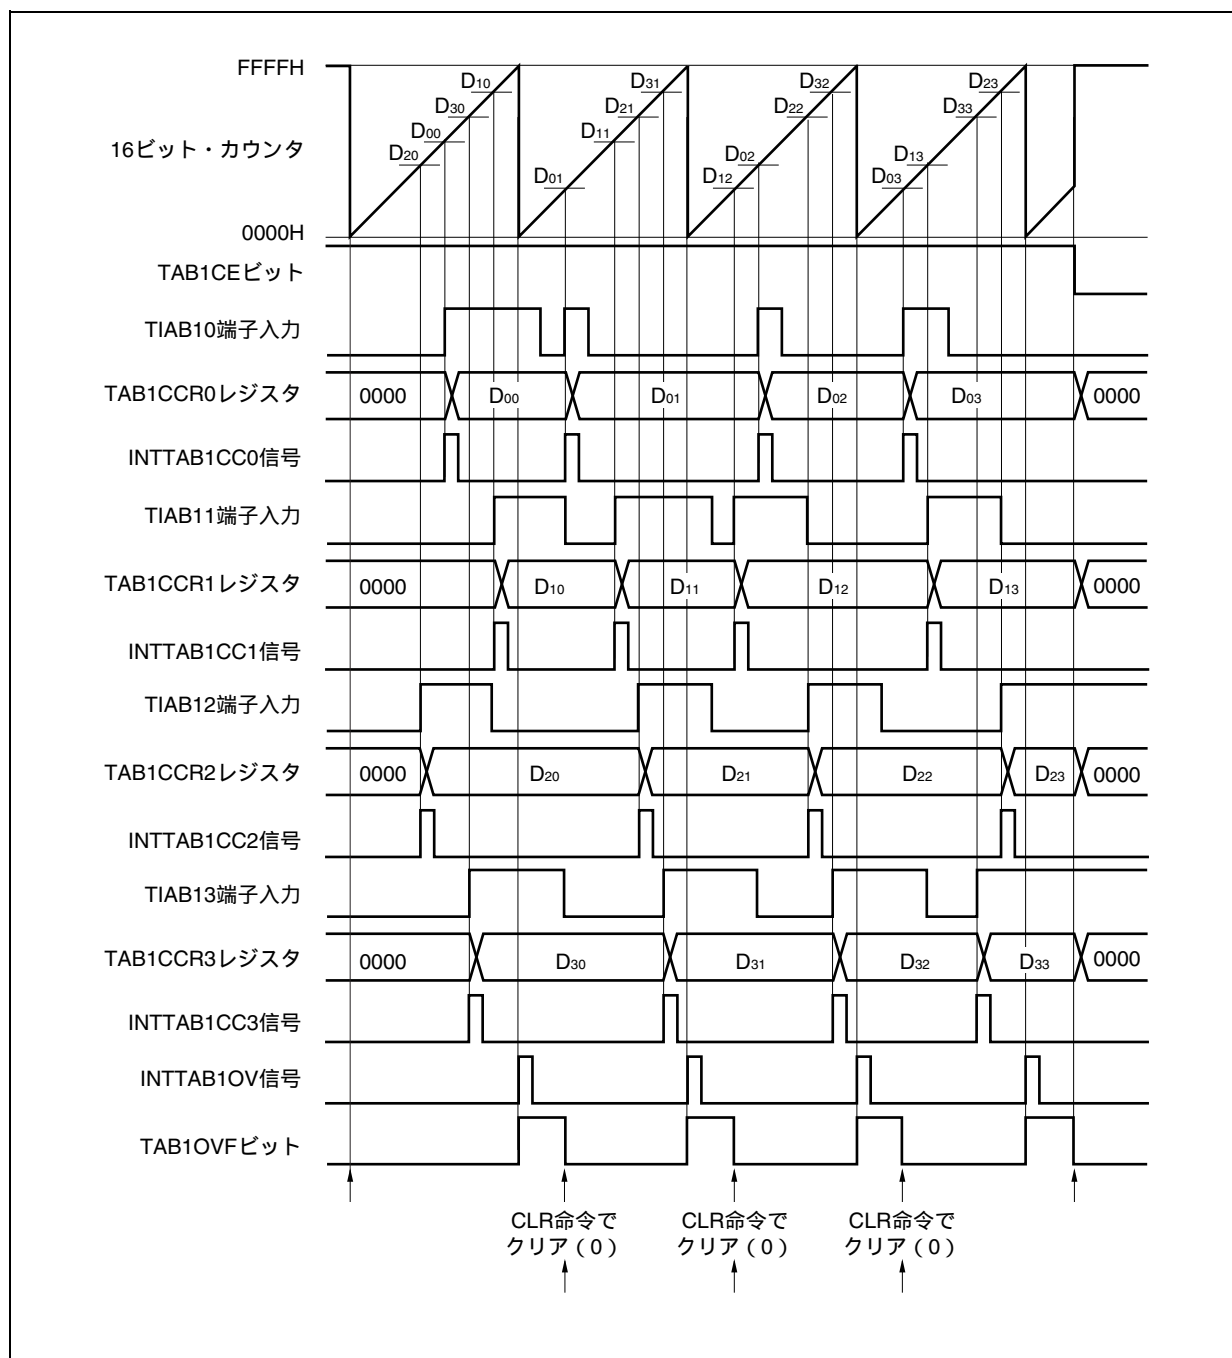 FFFFH
D10 D31 D32 D23
D30 D21 D22 D33
D00 D11
16ビット・カウンタ
D20 D02 D13
D01 D12 D03
0000H
TAB1CEビット
TIAB10端子入力
TAB1CCR0レジスタ 0000 D00 D01 D02 D03 0000
INTTAB1CC0信号
TIAB11端子入力
TAB1CCR1レジスタ 0000 D10 D11 D12 D13 0000
INTTAB1CC1信号
TIAB12端子入力
TAB1CCR2レジスタ 0000 D20 D21 D22 D23 0000
INTTAB1CC2信号
TIAB13端子入力
TAB1CCR3レジスタ 0000 D30 D31 D32 D33 0000
INTTAB1CC3信号
INTTAB1OV信号
TAB1OVFビット
CLR命令で CLR命令で CLR命令で
クリア（0） クリア（0） クリア（0）